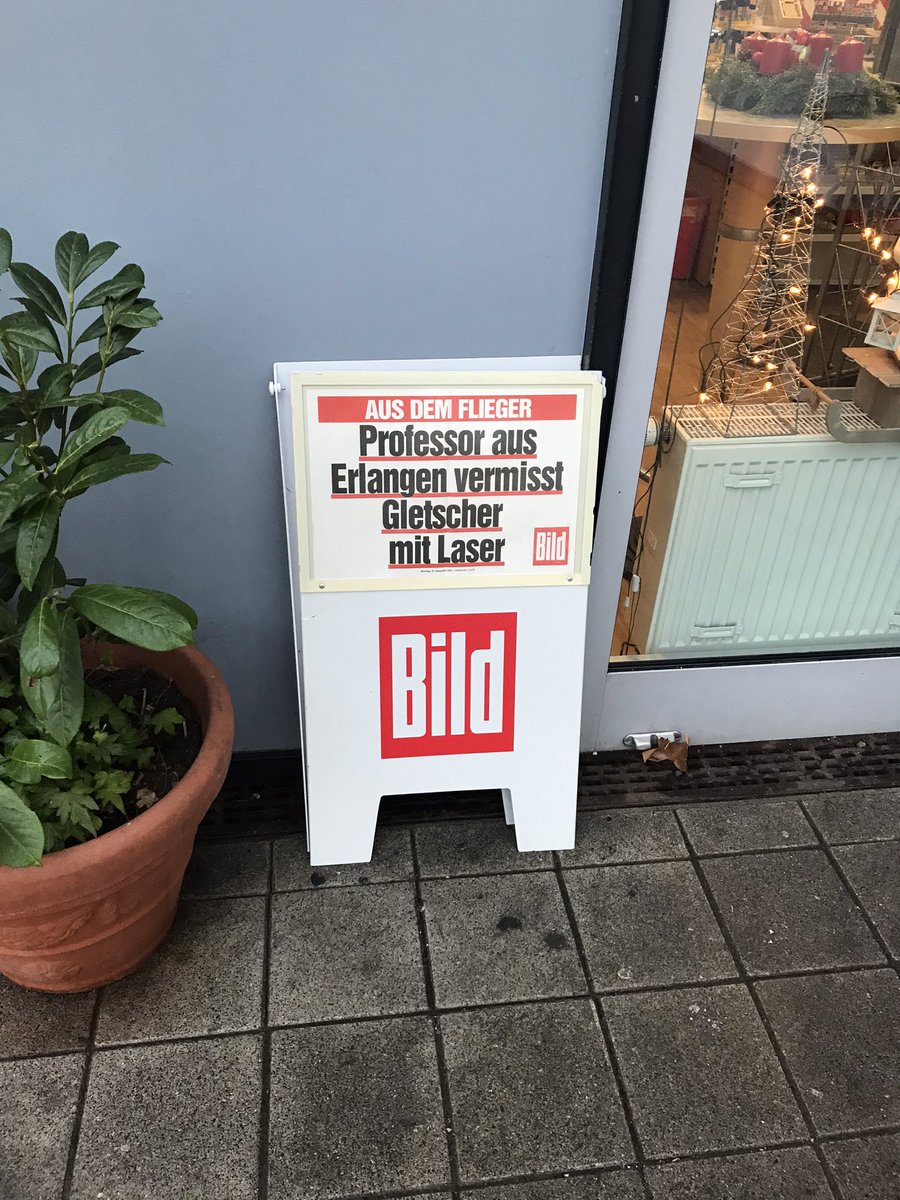 AUS DEM FLIEGER
Professor aus
Erlangen vermisst
Gletscher
mit Laser
Bild
Bild